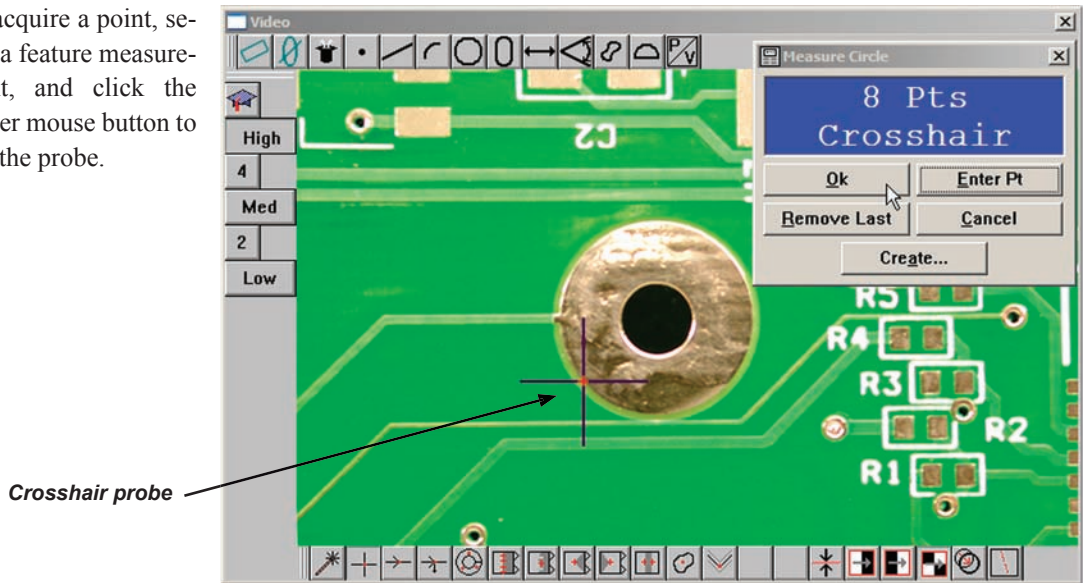 acquire a point, se-
a feature measure-
t, and click the
er mouse button to
the probe.
Video
P/V
High
4
Med
2
Low
Measure Circle
8 Pts
Crosshair
Ok
Enter Pt
Remove Last
Cancel
Create...
C2
R5
R4
R3
R2
R1
Crosshair probe